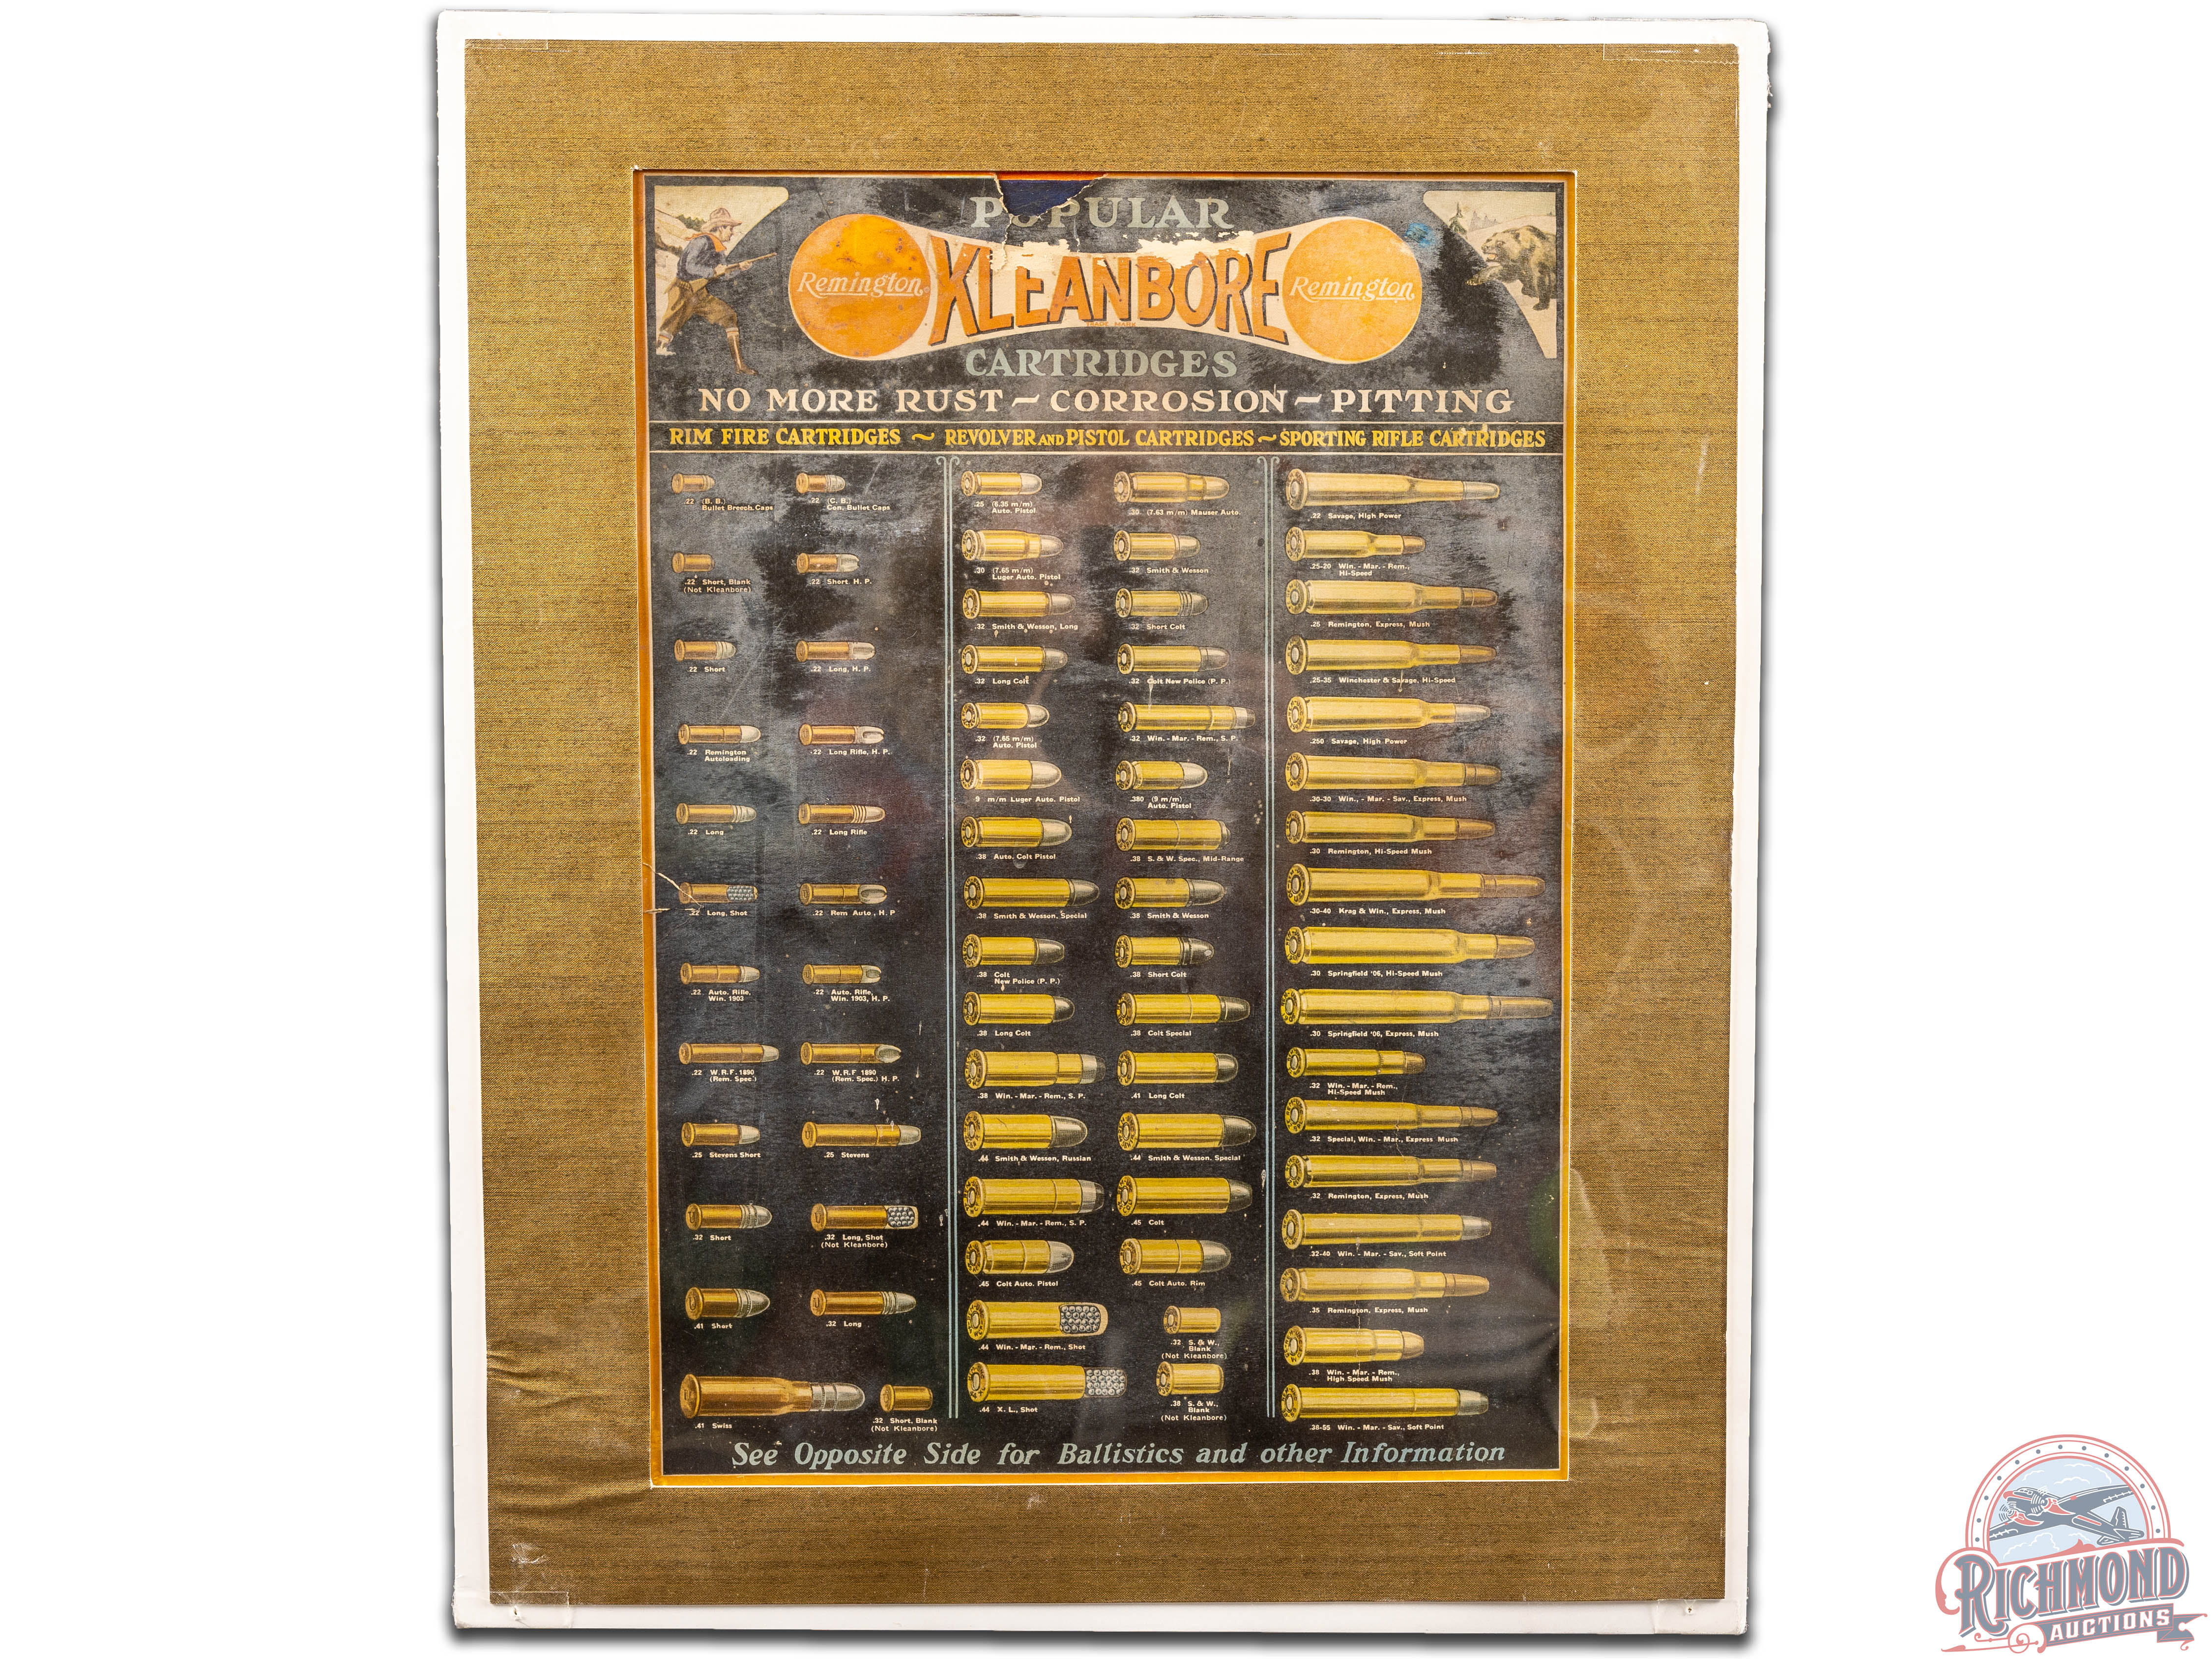 POPULAR
Remington KLEANBORE Remington
TRADE MARK
CARTRIDGES
NO MORE RUST ~ CORROSION ~ PITTING
RIM FIRE CARTRIDGES ~ REVOLVER AND PISTOL CARTRIDGES ~ SPORTING RIFLE CARTRIDGES
.22 (B. B.)
Bullet Breech Caps
.22 (C. B.)
Con. Bullet Caps
.22 Short, Blank
(Not Kleanbore)
.22 Short. H. P.
.22 Short
.22 Long, H. P.
.22 Remington
Autoloading
.22 Long Rifle, H. P.
.22 Long
.22 Long Rifle
.22 Long, Shot
.22 Rem Auto, H. P
.22 Auto. Rifle,
Win. 1903
.22 Auto. Rifle,
Win. 1903, H. P.
.22 W. R. F. 1890
(Rem. Spec.)
.22 W. R. F 1890
(Rem. Spec.) H. P.
.25 Stevens Short
.25 Stevens
.32 Short
.32 Long, Shot
(Not Kleanbore)
.41 Short
.32 Long
.41 Swiss
.32 Short, Blank
(Not Kleanbore)
.25 (6.35 m/m)
Auto. Pistol
.30 (7.63 m/m) Mauser Auto.
.30 (7.65 m/m)
Luger Auto. Pistol
.32 Smith & Wesson
.32 Smith & Wesson, Long
.32 Short Colt
.32 Long Colt
.32 Colt New Police (P. P.)
.32 (7.65 m/m)
Auto. Pistol
.32 Win. - Mar. - Rem., S. P.
9 m/m Luger Auto. Pistol
.380 (9 m/m)
Auto. Pistol
.38 Auto. Colt Pistol
.38 S. & W. Spec., Mid-Range
.38 Smith & Wesson, Special
.38 Smith & Wesson
.38 Colt
New Police (P. P.)
.38 Short Colt
.38 Long Colt
.38 Colt Special
.38 Win. - Mar. - Rem., S. P.
.41 Long Colt
.44 Smith & Wesson, Russian
.44 Smith & Wesson. Special
.44 Win. - Mar. - Rem., S. P.
.45 Colt
.45 Colt Auto. Pistol
.45 Colt Auto. Rim
.44 Win. - Mar. - Rem., Shot
.32 S. & W.,
Blank
(Not Kleanbore)
.44 X. L., Shot
.38 S. & W.,
Blank
(Not Kleanbore)
.22 Savage, High Power
.25-20 Win. - Mar. - Rem.,
Hi-Speed
.25 Remington, Express, Mush
.25-35 Winchester & Savage, Hi-Speed
.250 Savage, High Power
.30-30 Win., - Mar. - Sav., Express, Mush
.30 Remington, Hi-Speed Mush
.30-40 Krag & Win., Express, Mush
.30 Springfield '06, Hi-Speed Mush
.30 Springfield '06, Express, Mush
.32 Win. - Mar. - Rem.,
Hi-Speed Mush
.32 Special, Win. - Mar., Express Mush
.32 Remington, Express, Mush
.32-40 Win. - Mar. - Sav., Soft Point
.35 Remington, Express, Mush
.38 Win. - Mar. - Rem.,
High Speed Mush
.38-55 Win. - Mar. - Sav., Soft Point
See Opposite Side for Ballistics and other Information
RICHMOND
AUCTIONS